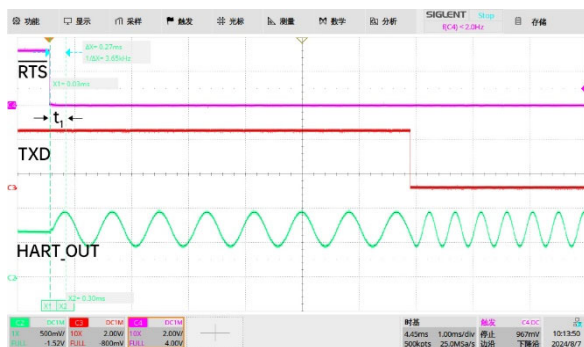 功能 显示 采样 触发 光标 测量 数学 分析 SIGLENT Stop 存储
f(C4) < 2.0Hz
ΔX= 0.27ms
1/ΔX= 3.65kHz
RTS
X1= 0.03ms
t1
TXD
C3
HART_OUT
C2
X2= 0.30ms
X1 X2
C2 DC1M C3 DC1M C4 DC1M 时基 触发 C4 DC
1X 500mV/ 10X 2.00V/ 10X 2.00V/ 4.45ms 1.00ms/div 停止 967mV 10:13:50
FULL -1.52V FULL -800mV FULL 4.00V 500kpts 25.0MSa/s 边沿 下降沿